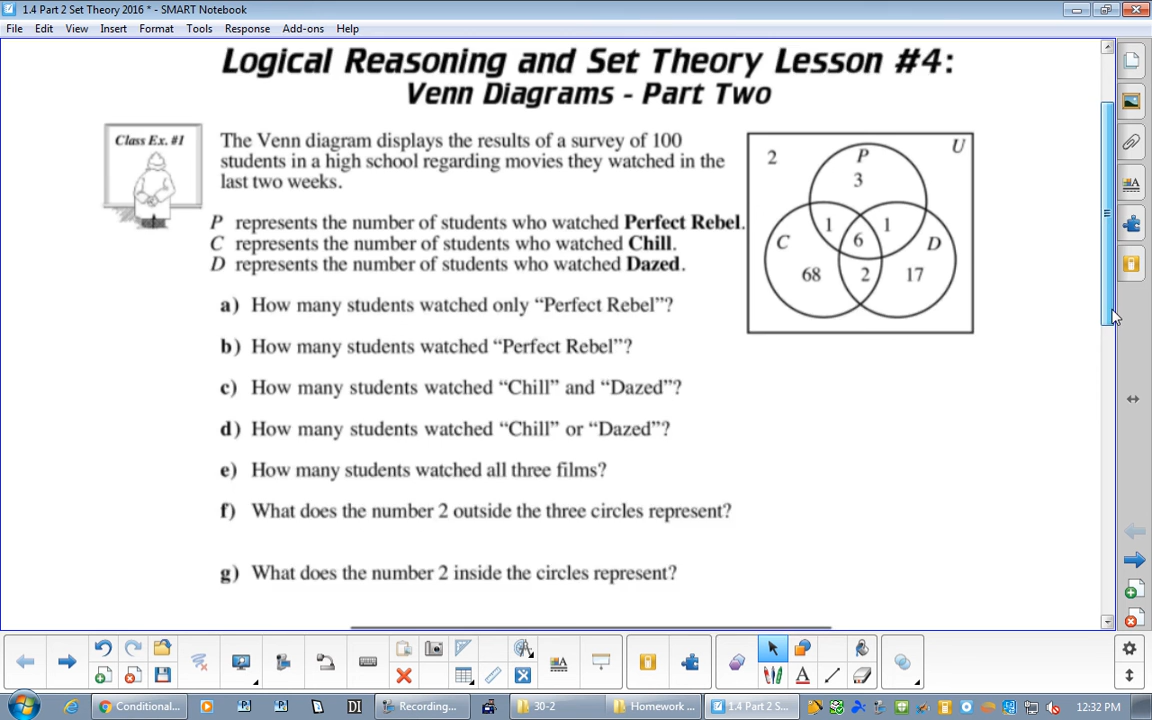 1.4 Part 2 Set Theory 2016 * - SMART Notebook
File Edit View Insert Format Tools Response Add-ons Help
Logical Reasoning and Set Theory Lesson #4:
Venn Diagrams - Part Two
Class Ex. #1
The Venn diagram displays the results of a survey of 100
students in a high school regarding movies they watched in the
last two weeks.
P represents the number of students who watched Perfect Rebel.
C represents the number of students who watched Chill.
D represents the number of students who watched Dazed.
2 P U
3
1 1
C 6 D
68 2 17
a) How many students watched only “Perfect Rebel”?
b) How many students watched “Perfect Rebel”?
c) How many students watched “Chill” and “Dazed”?
d) How many students watched “Chill” or “Dazed”?
e) How many students watched all three films?
f) What does the number 2 outside the three circles represent?
g) What does the number 2 inside the circles represent?
Conditional... DI Recording... 30-2 Homework ... 1.4 Part 2 S... 12:32 PM